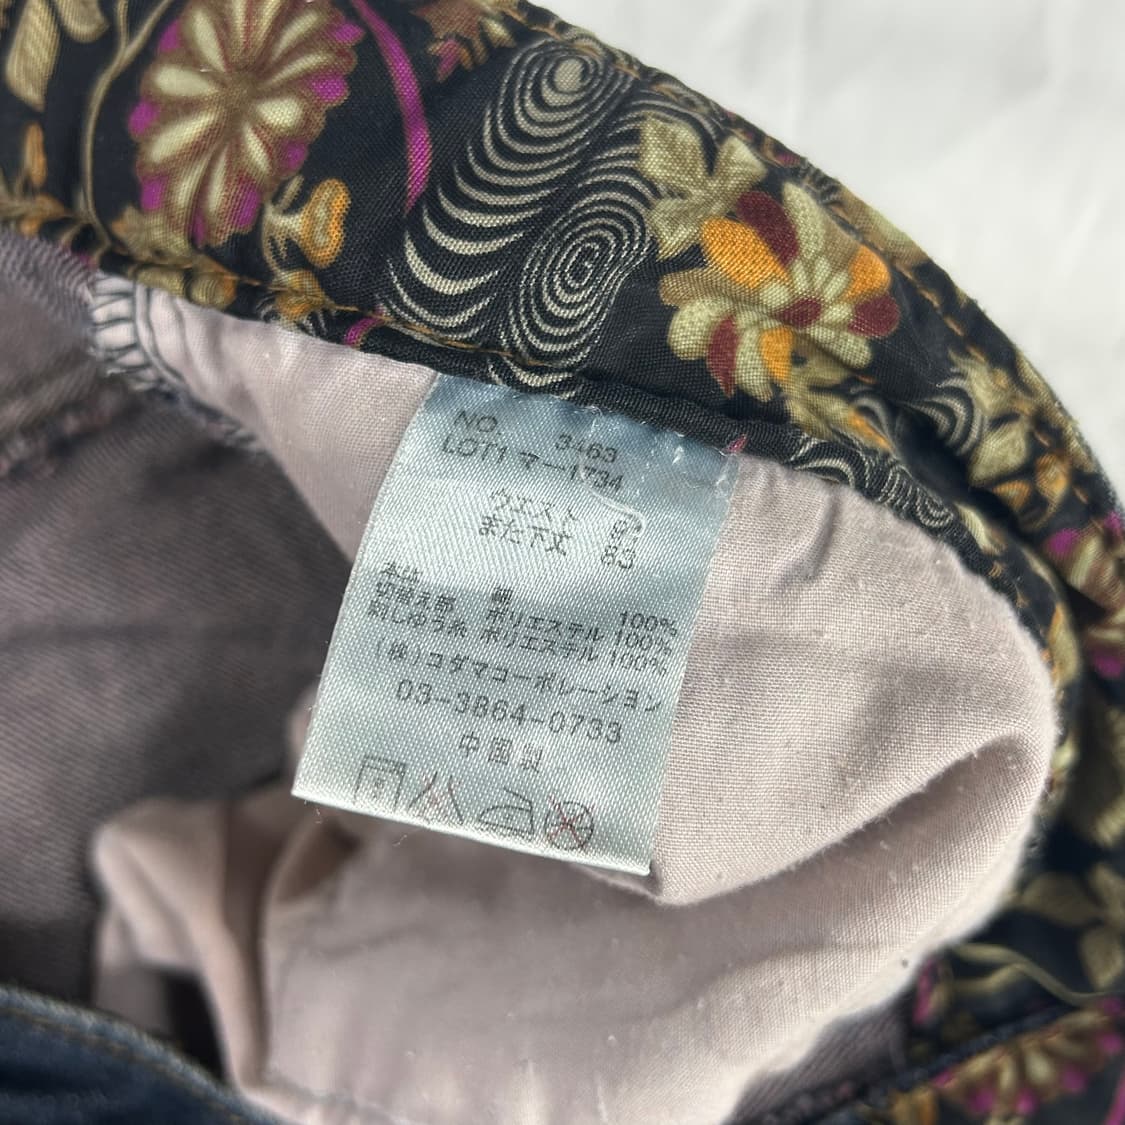 NO 3463
LOT1 マー1734
ウエスト
また下丈 83
本体 綿 100%
切替え部 ポリエステル 100%
刺しゅう糸 ポリエステル 100%
(株)コダマコーポレーション
03-3864-0733
中国製